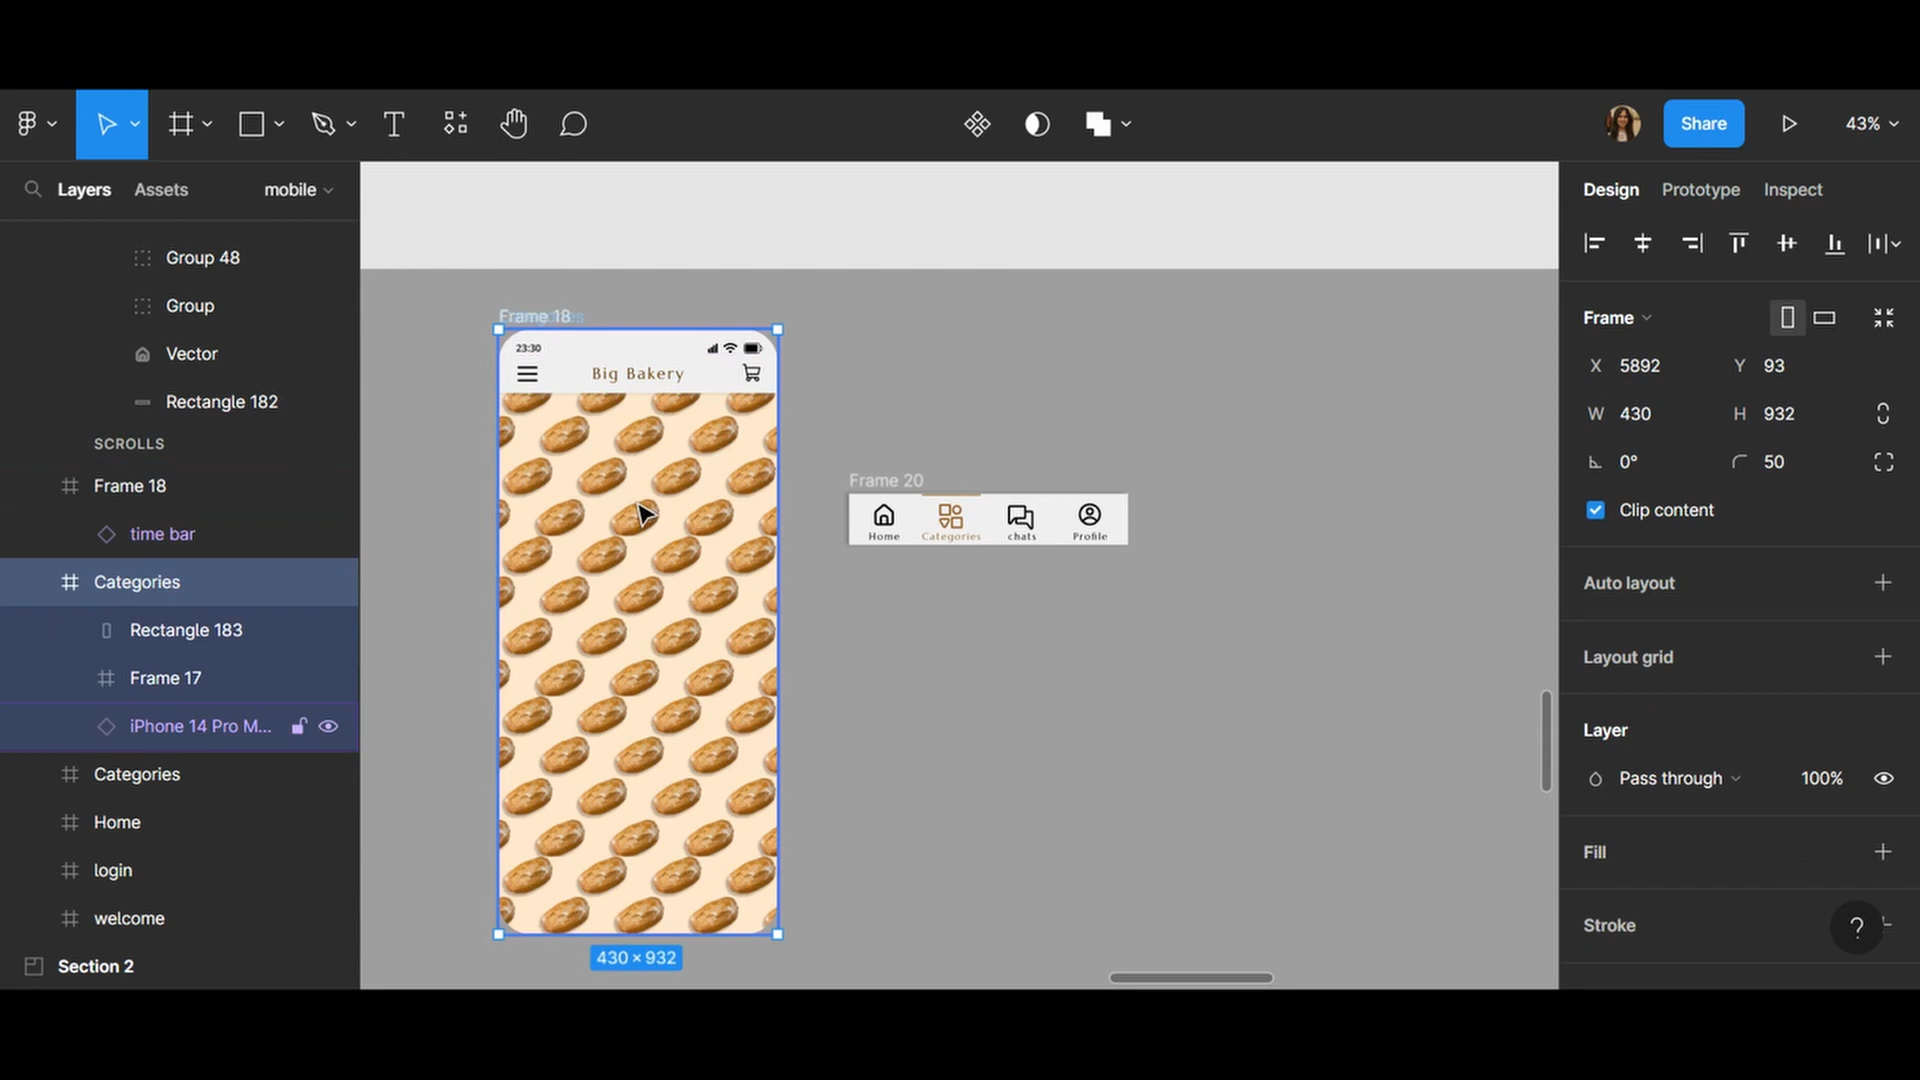 Share
43%
Layers
Assets
mobile
Group 48
Group
Vector
Rectangle 182
SCROLLS
Frame 18
time bar
Categories
Rectangle 183
Frame 17
iPhone 14 Pro M...
Categories
Home
login
welcome
Section 2
Frame 18
23:30
Big Bakery
430 × 932
Frame 20
Home
Categories
chats
Profile
Design
Prototype
Inspect
Frame
X 5892
Y 93
W 430
H 932
0°
50
Clip content
Auto layout
Layout grid
Layer
Pass through
100%
Fill
Stroke
?